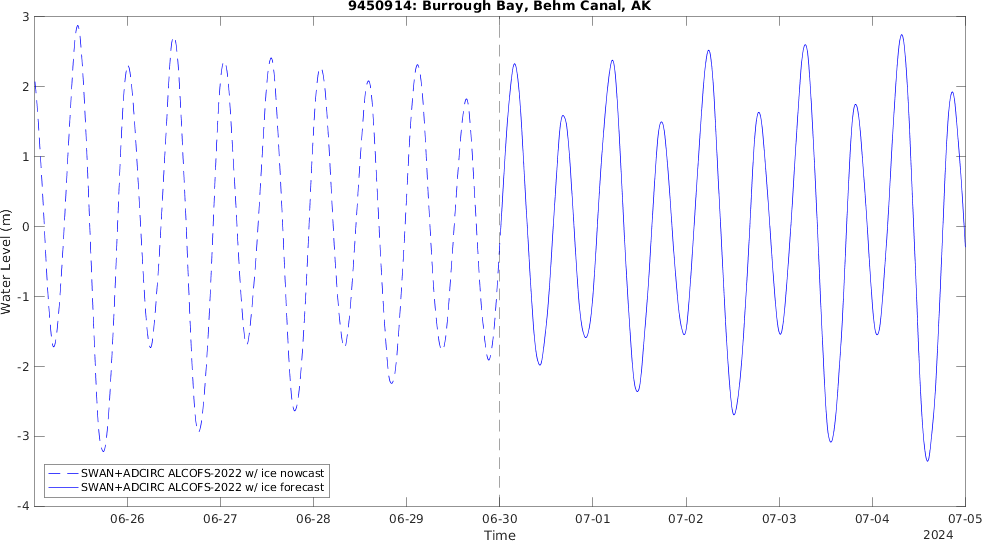 9450914: Burrough Bay, Behm Canal, AK
Water Level (m)
3
2
1
0
-1
-2
-3
-4
SWAN+ADCIRC ALCOFS-2022 w/ ice nowcast
SWAN+ADCIRC ALCOFS-2022 w/ ice forecast
06-26 06-27 06-28 06-29 06-30 07-01 07-02 07-03 07-04 07-05
Time
2024